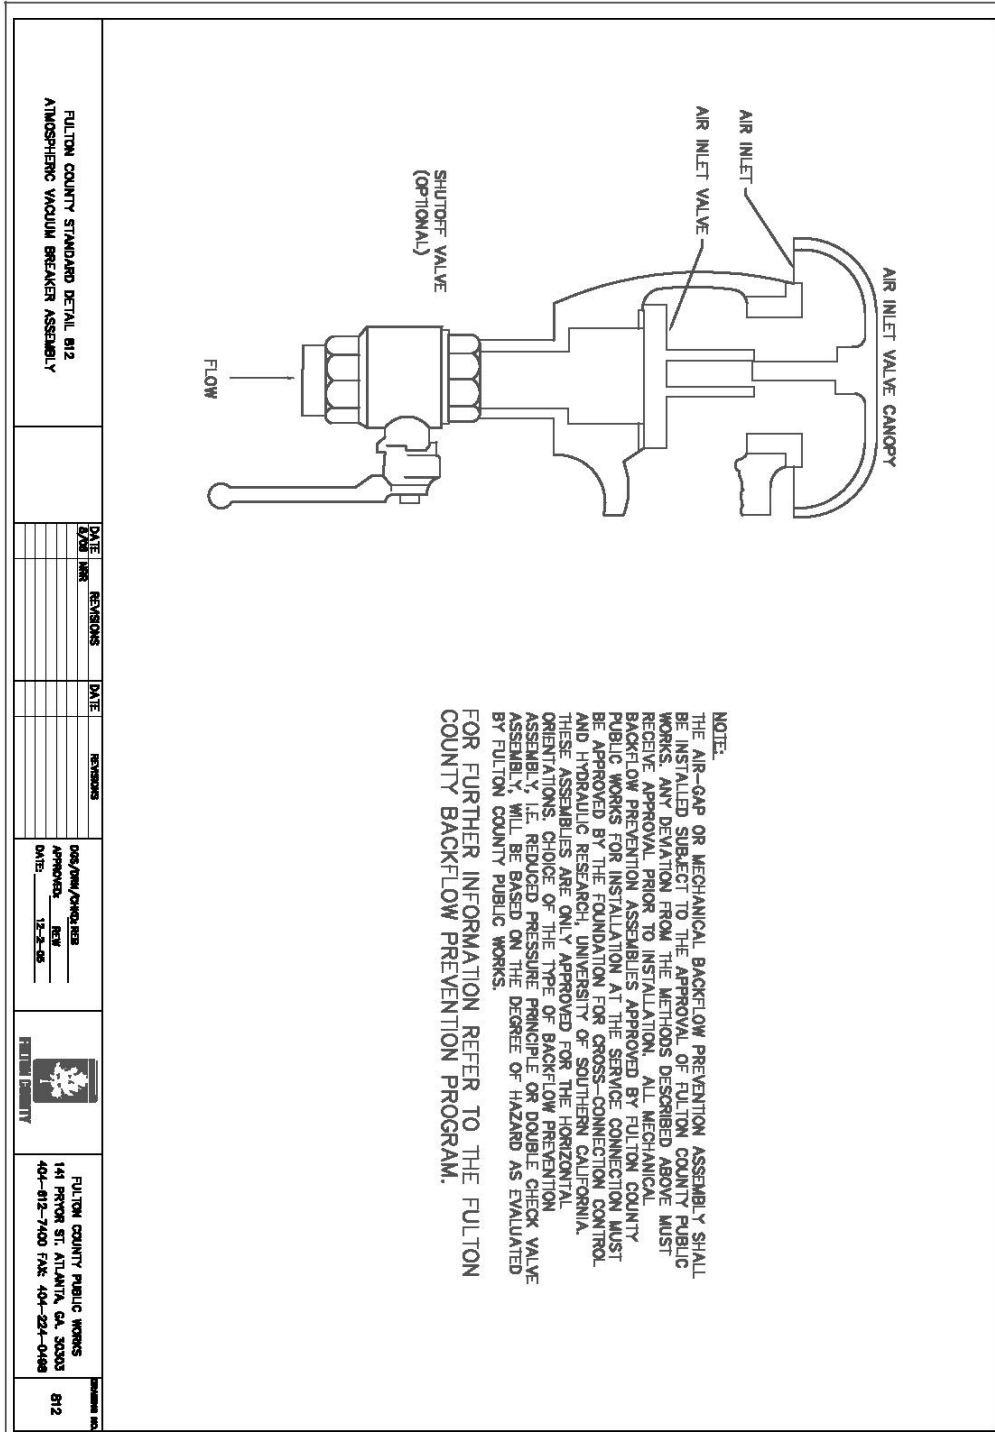 AIR INLET VALVE CANOPY
AIR INLET
AIR INLET VALVE
SHUTOFF VALVE
(OPTIONAL)
FLOW
NOTE:
THE AIR-GAP OR MECHANICAL BACKFLOW PREVENTION ASSEMBLY SHALL
BE INSTALLED SUBJECT TO THE APPROVAL OF FULTON COUNTY PUBLIC
WORKS. ANY DEVIATION FROM THE METHODS DESCRIBED ABOVE MUST
RECEIVE APPROVAL PRIOR TO INSTALLATION. ALL MECHANICAL
BACKFLOW PREVENTION ASSEMBLIES APPROVED BY FULTON COUNTY
PUBLIC WORKS FOR INSTALLATION AT THE SERVICE CONNECTION MUST
BE APPROVED BY THE FOUNDATION FOR CROSS-CONNECTION CONTROL
AND HYDRAULIC RESEARCH, UNIVERSITY OF SOUTHERN CALIFORNIA.
THESE ASSEMBLIES ARE ONLY APPROVED FOR THE HORIZONTAL
ORIENTATIONS. CHOICE OF THE TYPE OF BACKFLOW PREVENTION
ASSEMBLY, I.E. REDUCED PRESSURE PRINCIPLE OR DOUBLE CHECK VALVE
ASSEMBLY, WILL BE BASED ON THE DEGREE OF HAZARD AS EVALUATED
BY FULTON COUNTY PUBLIC WORKS.
FOR FURTHER INFORMATION REFER TO THE FULTON
COUNTY BACKFLOW PREVENTION PROGRAM.
FULTON COUNTY STANDARD DETAIL 812
ATMOSPHERIC VACUUM BREAKER ASSEMBLY
DATE REVISIONS DATE REVISIONS
MRR
APPROVED: REW
DATE: 12-2-05
FULTON COUNTY
FULTON COUNTY PUBLIC WORKS
141 PRYOR ST. ATLANTA, GA. 30303
404-612-7400 FAX: 404-224-0498
DRAWING NO.
812